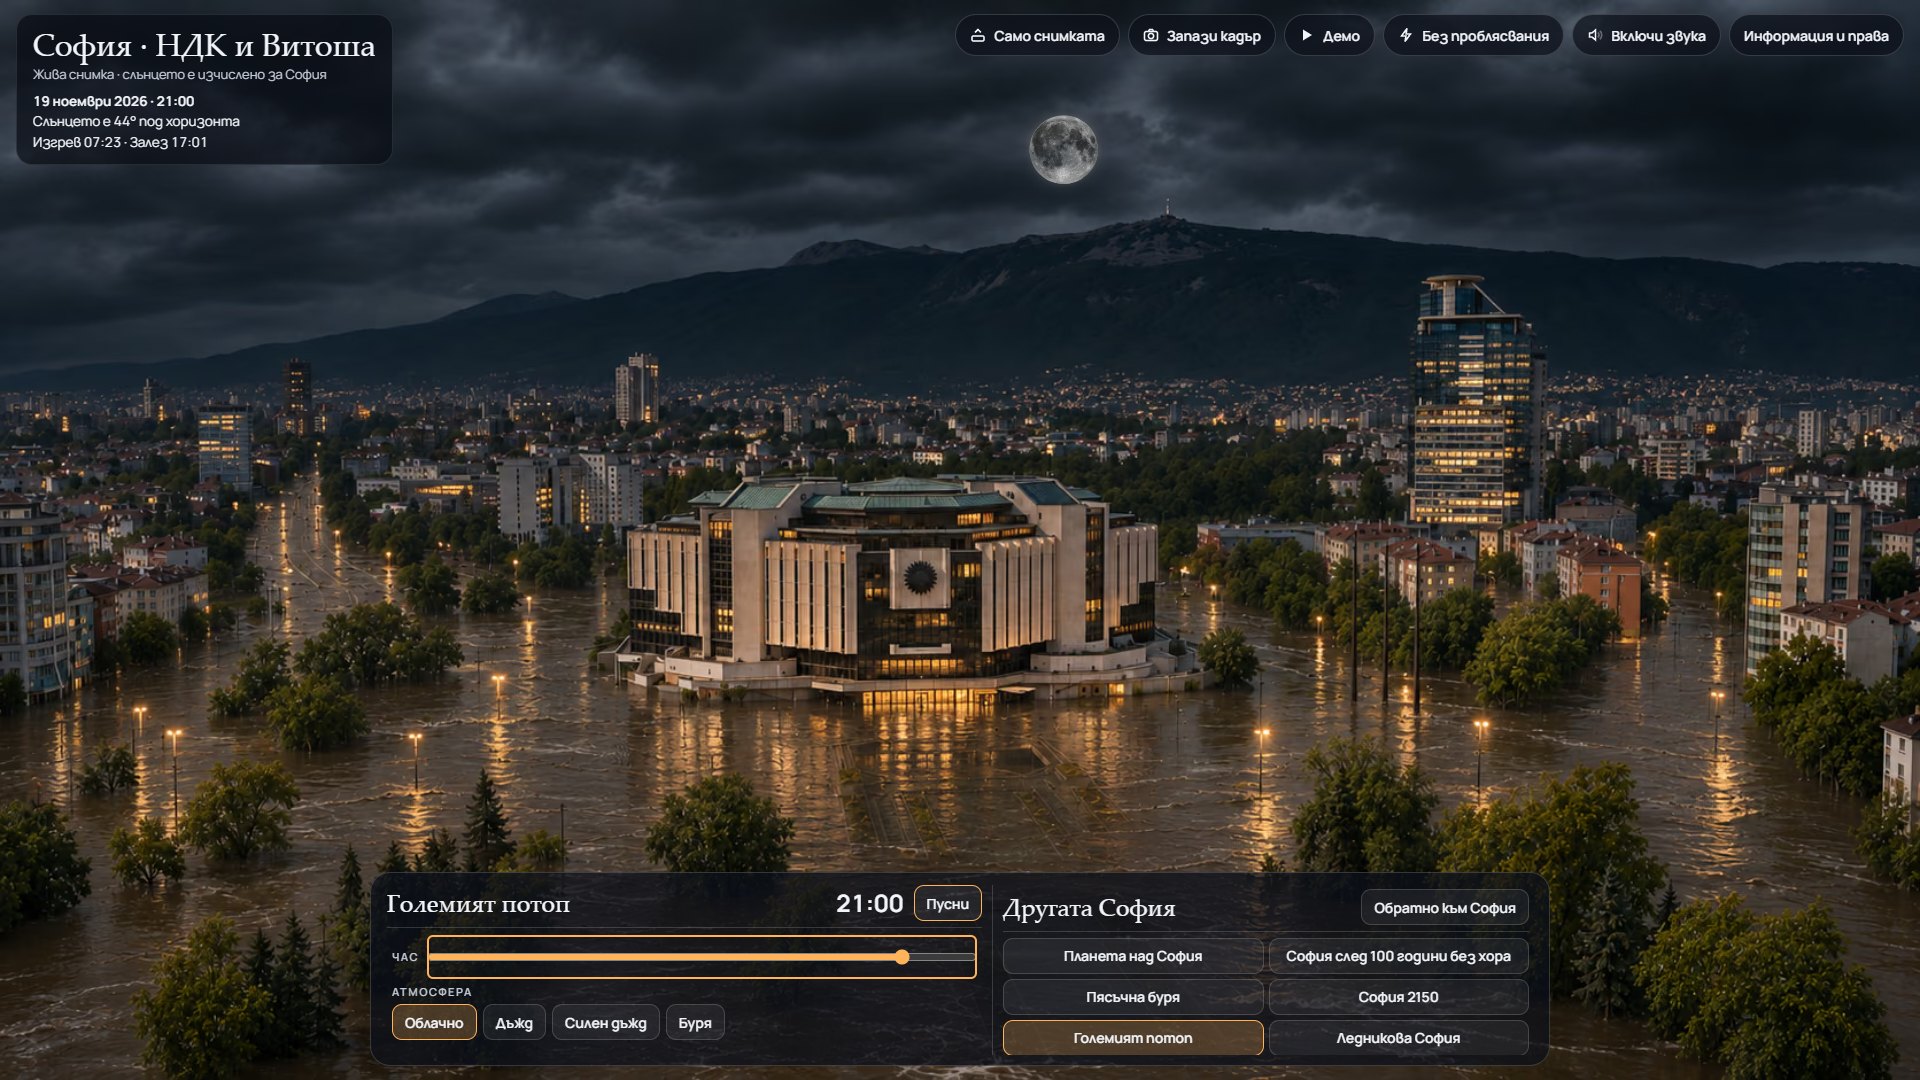 София · НДК и Витоша
Жива снимка · слънцето е изчислено за София
19 ноември 2026 · 21:00
Слънцето е 44° под хоризонта
Изгрев 07:23 · Залез 17:01
Само снимката
Запази кадър
Демо
Без проблясвания
Включи звука
Информация и права
Големият потоп
21:00
Пусни
ЧАС
АТМОСФЕРА
Облачно
Дъжд
Силен дъжд
Буря
Другата София
Обратно към София
Планета над София
София след 100 години без хора
Пясъчна буря
София 2150
Големият потоп
Ледникова София